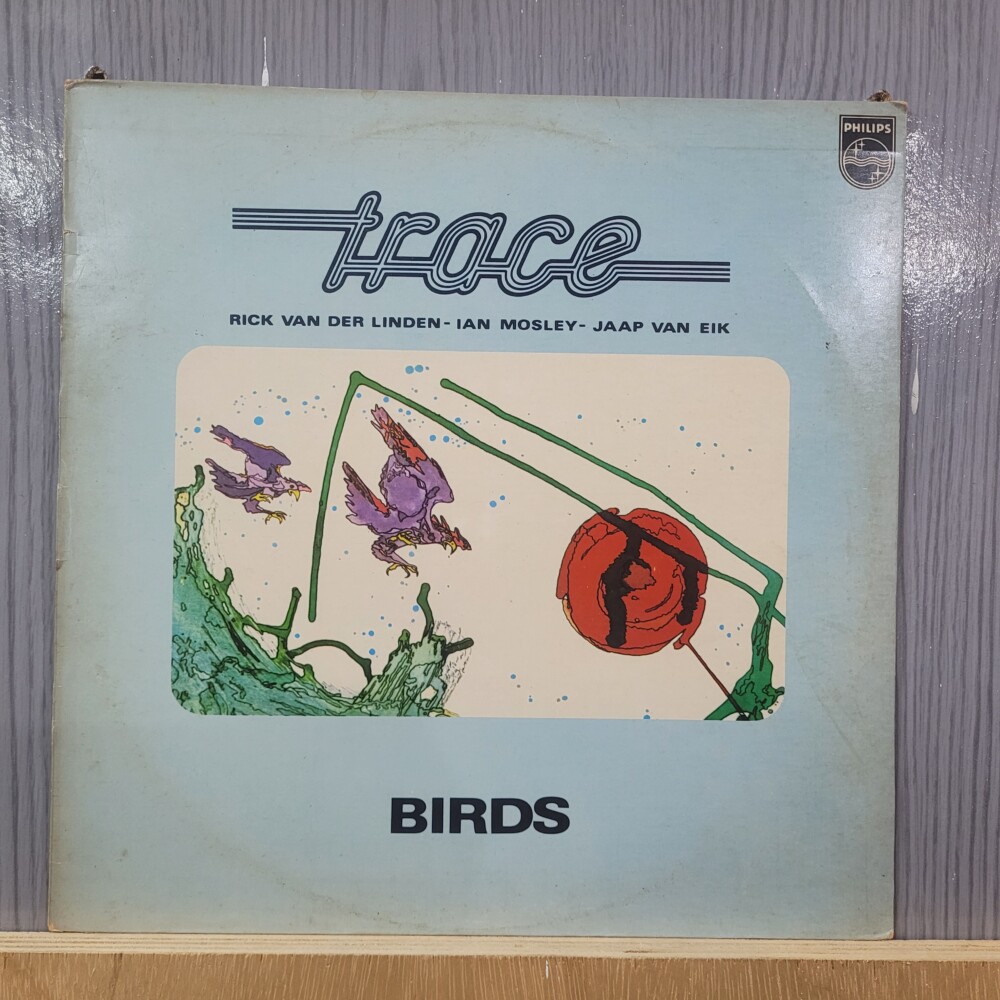 PHILIPS
trace
RICK VAN DER LINDEN - IAN MOSLEY - JAAP VAN EIK
BIRDS